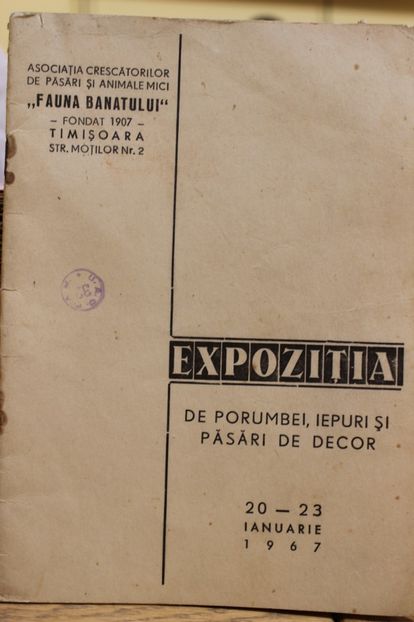 ASOCIAȚIA CRESCĂTORILOR
DE PĂSĂRI ȘI ANIMALE MICI
„FAUNA BANATULUI“
– FONDAT 1907 –
TIMIȘOARA
STR. MOȚILOR Nr. 2
EXPOZIȚIA
DE PORUMBEI, IEPURI ȘI
PĂSĂRI DE DECOR
20 — 23
IANUARIE
1967